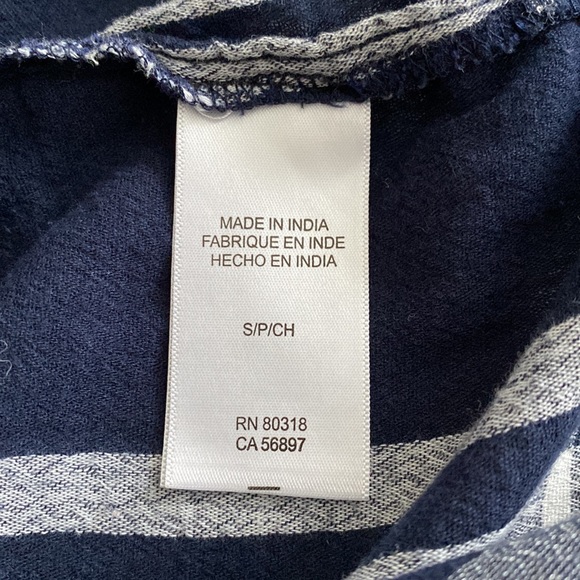 MADE IN INDIA
FABRIQUE EN INDE
HECHO EN INDIA
S/P/CH
RN 80318
CA 56897